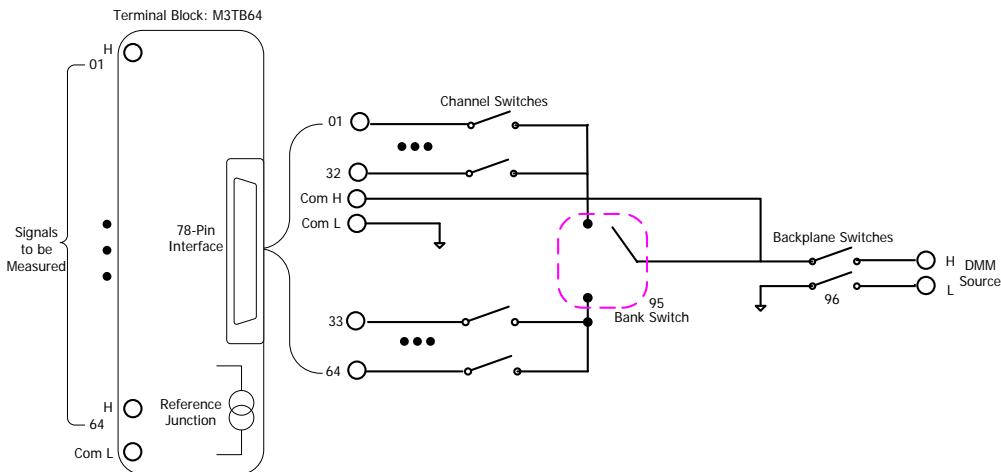 Terminal Block: M3TB64
H
01
Signals
to be
Measured
H
64
Com L
78-Pin
Interface
Reference
Junction
Channel Switches
01
32
Com H
Com L
33
64
95
Bank Switch
Backplane Switches
96
H
L
DMM
Source